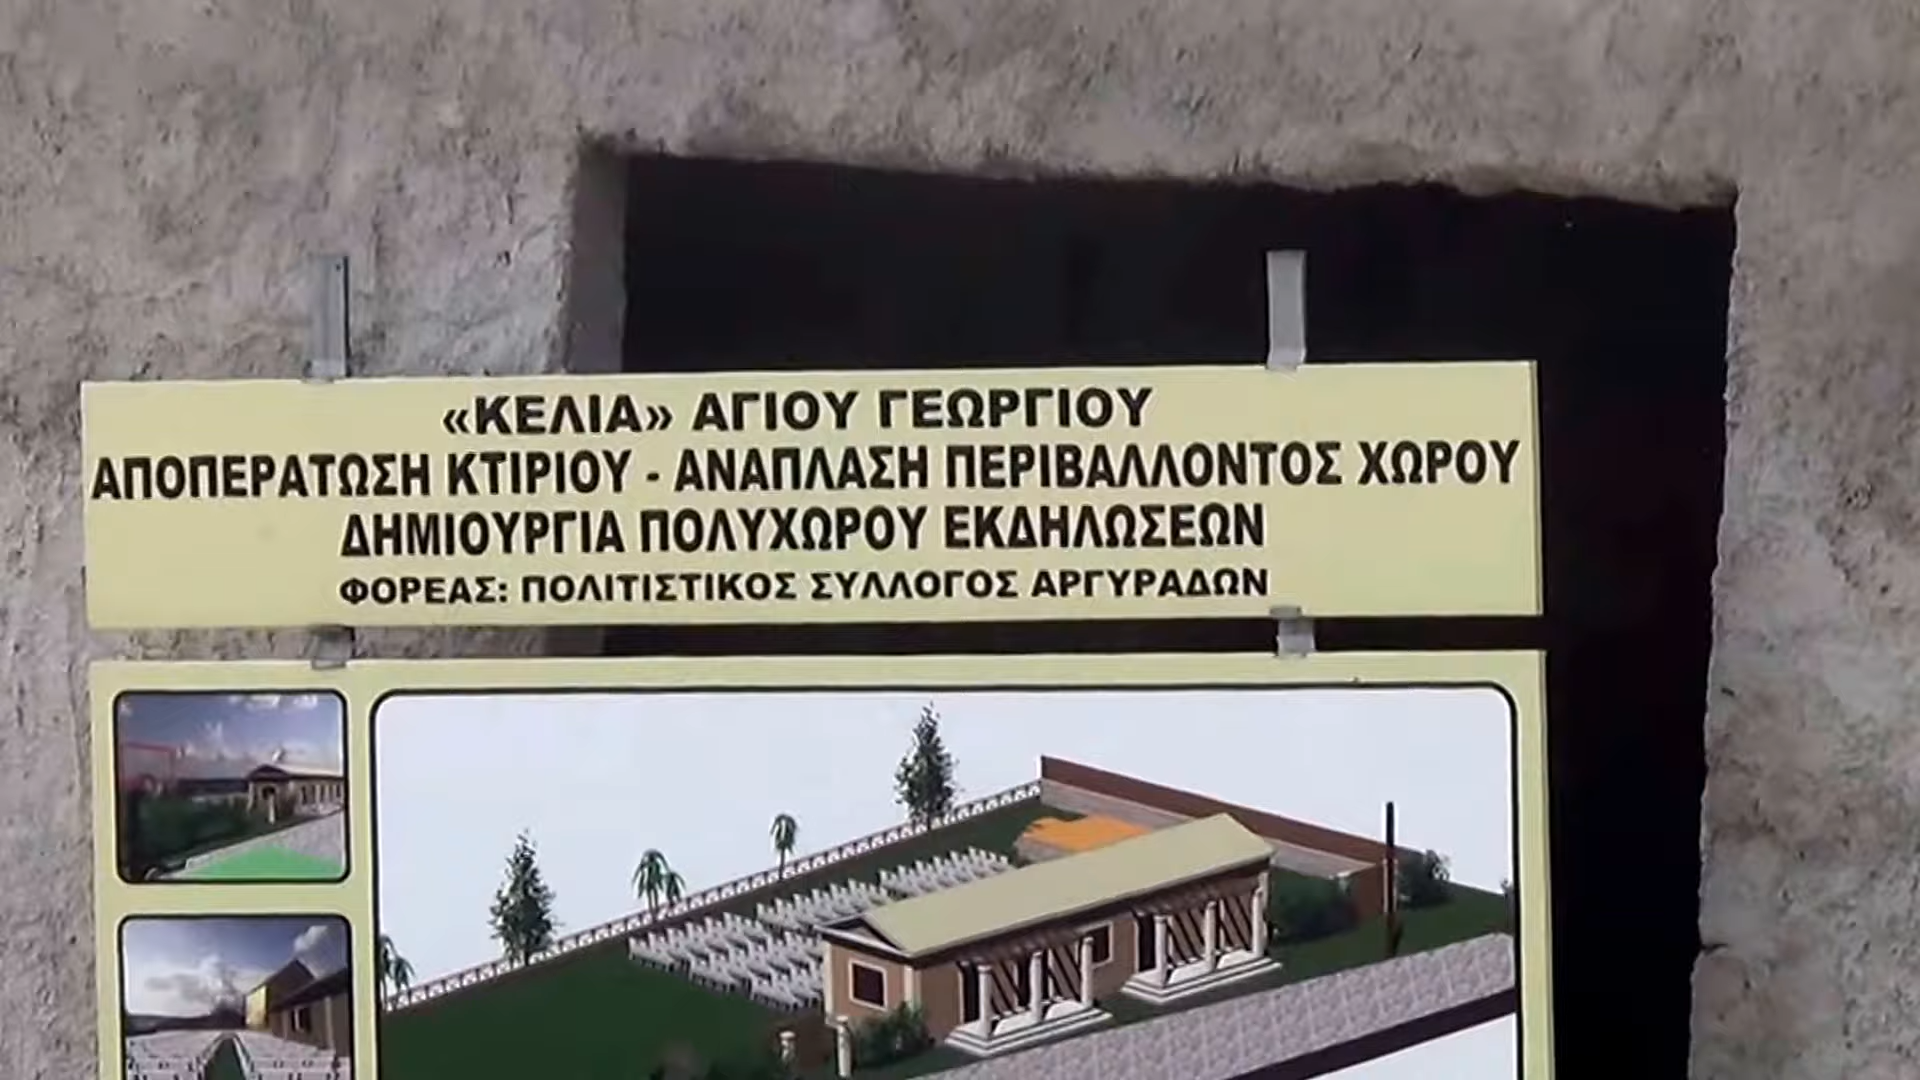 «ΚΕΛΙΑ» ΑΓΙΟΥ ΓΕΩΡΓΙΟΥ
ΑΠΟΠΕΡΑΤΩΣΗ ΚΤΙΡΙΟΥ - ΑΝΑΠΛΑΣΗ ΠΕΡΙΒΑΛΛΟΝΤΟΣ ΧΩΡΟΥ
ΔΗΜΙΟΥΡΓΙΑ ΠΟΛΥΧΩΡΟΥ ΕΚΔΗΛΩΣΕΩΝ
ΦΟΡΕΑΣ: ΠΟΛΙΤΙΣΤΙΚΟΣ ΣΥΛΛΟΓΟΣ ΑΡΓΥΡΑΔΩΝ